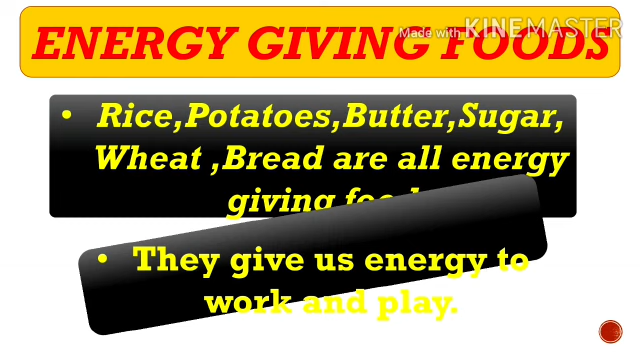 ENERGY GIVING FOODS
Made with KINEMASTER
• Rice,Potatoes,Butter,Sugar,
Wheat ,Bread are all energy
giving
• They give us energy to
work and play.